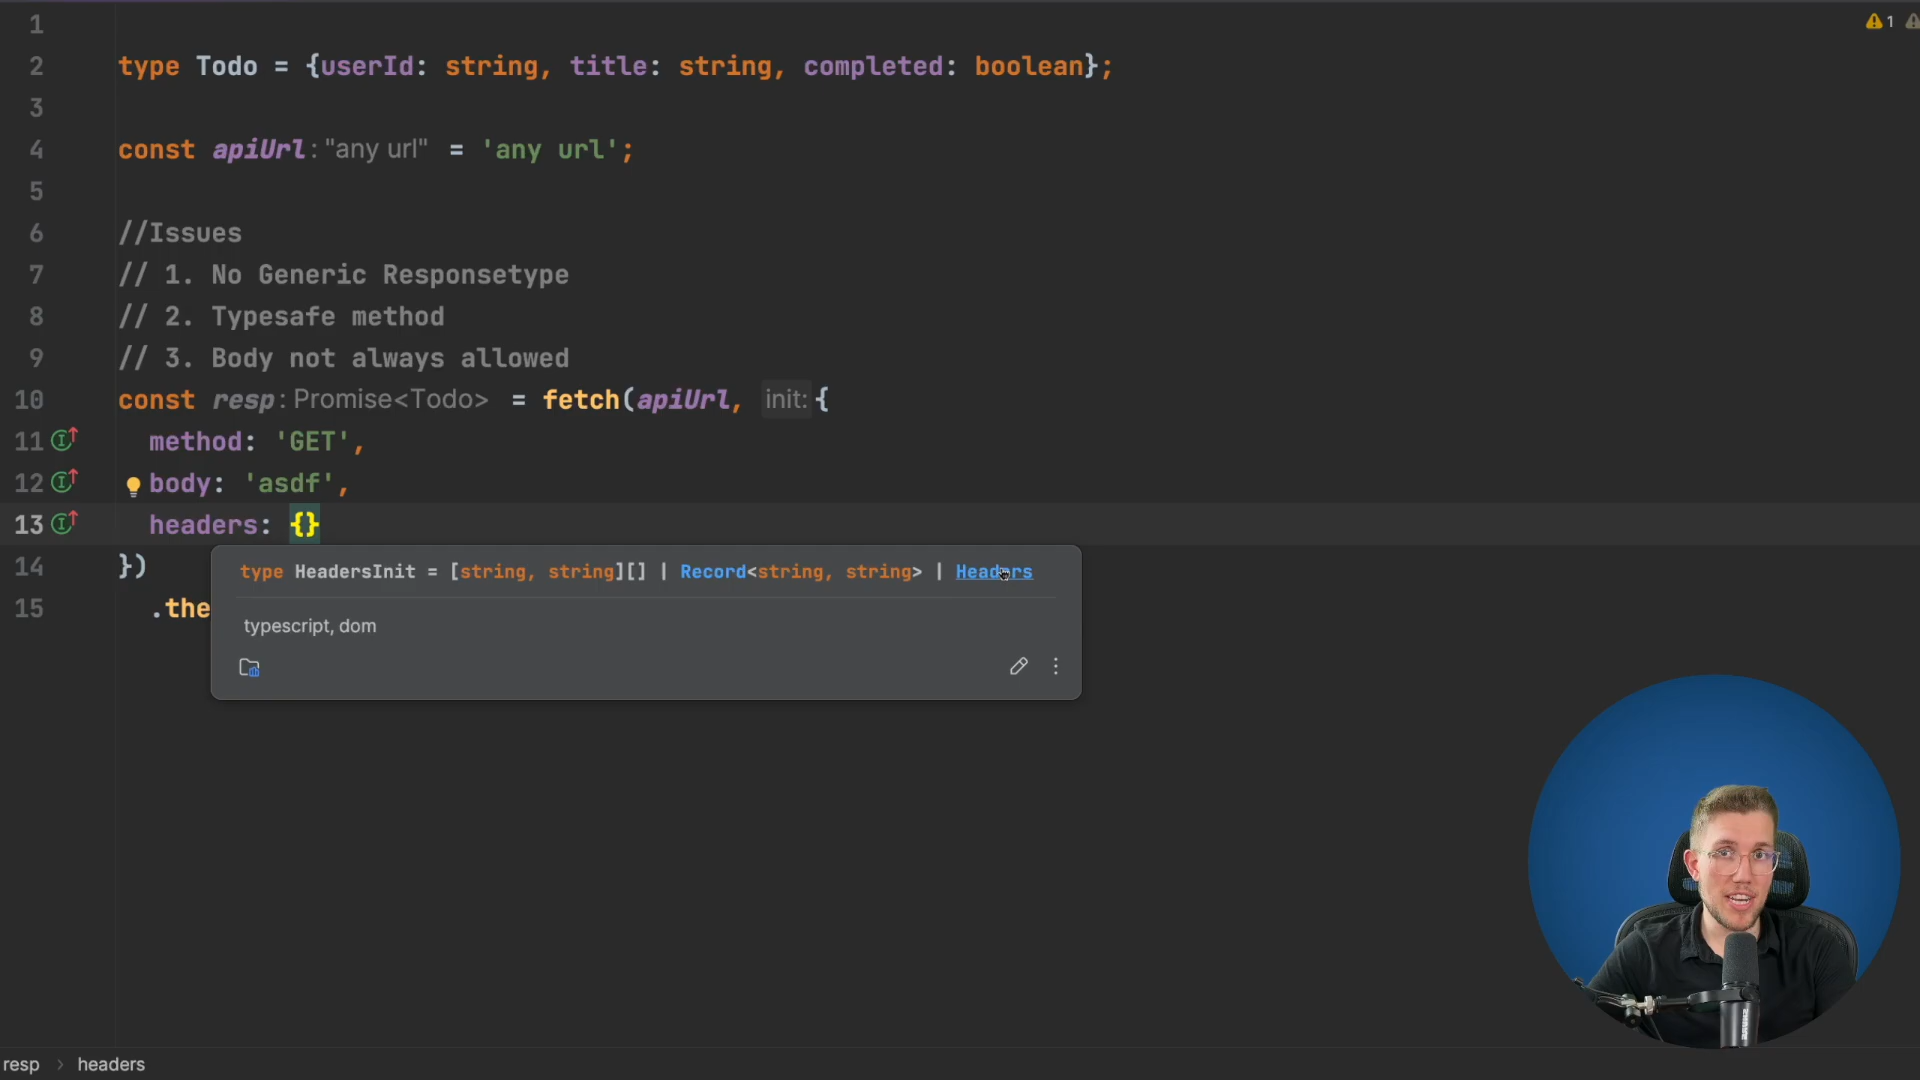 1
⚠1
2 type Todo = {userId: string, title: string, completed: boolean};
3
4 const apiUrl:"any url" = 'any url';
5
6 //Issues
7 // 1. No Generic Responsetype
8 // 2. Typesafe method
9 // 3. Body not always allowed
10 const resp:Promise<Todo> = fetch(apiUrl, init:{
11 method: 'GET',
12 body: 'asdf',
13 headers: {}
14 })
type HeadersInit = [string, string][] | Record<string, string> | Headers
15 .the
typescript, dom
resp > headers